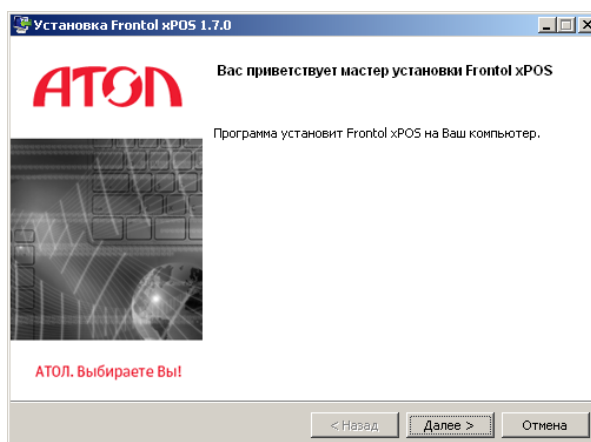 Установка Frontol xPOS 1.7.0
АТОЛ
Вас приветствует мастер установки Frontol xPOS
Программа установит Frontol xPOS на Ваш компьютер.
АТОЛ. Выбираете Вы!
< Назад
Далее >
Отмена